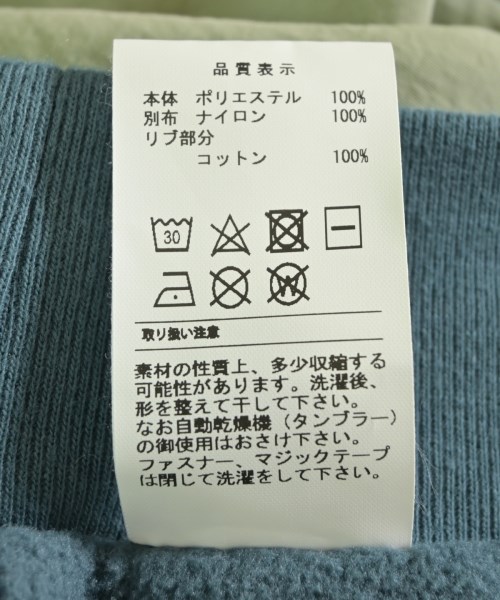 品質表示
本体 ポリエステル 100%
別布 ナイロン 100%
リブ部分
コットン 100%
30
W
取り扱い注意
素材の性質上、多少収縮する
可能性があります。洗濯後、
形を整えて干して下さい。
なお自動乾燥機（タンブラー）
の御使用はおさけ下さい。
ファスナー、マジックテープ
は閉じて洗濯をして下さい。